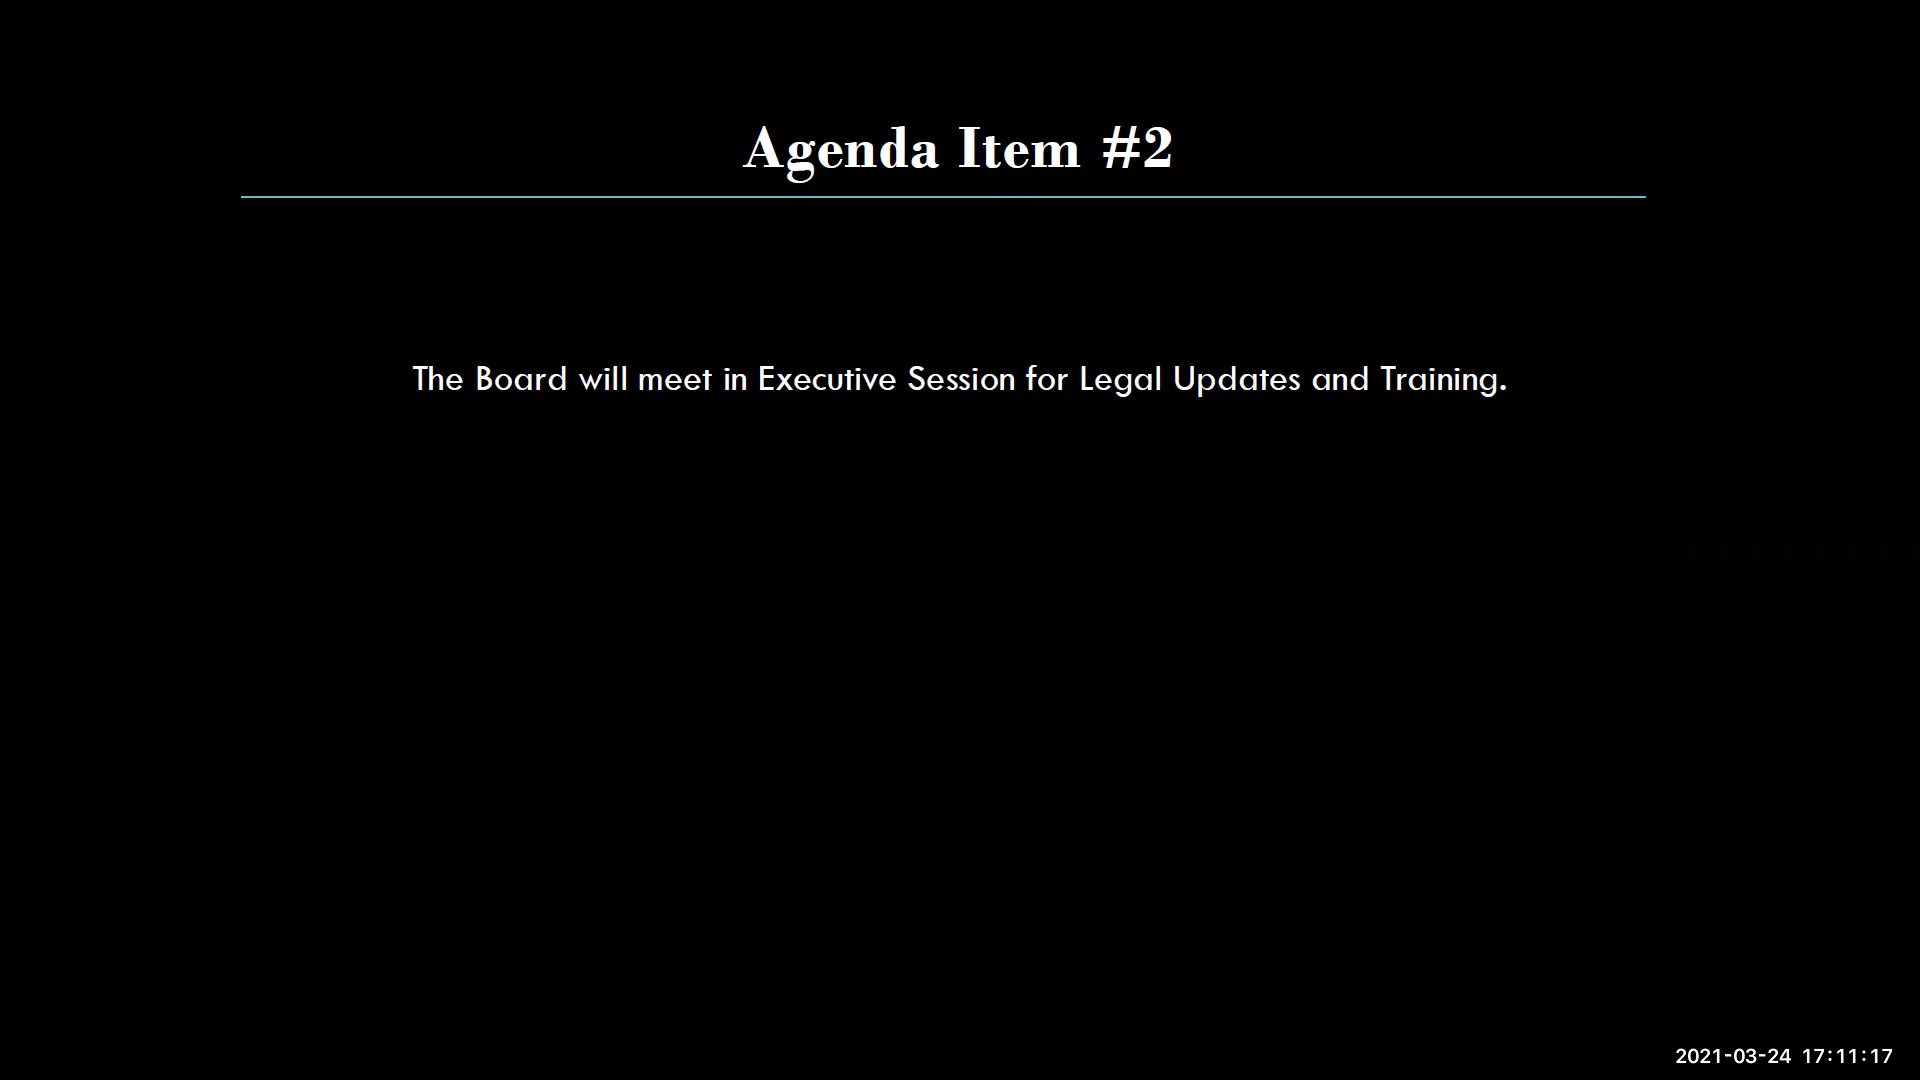 Agenda Item #2
The Board will meet in Executive Session for Legal Updates and Training.
2021-03-24 17:11:17